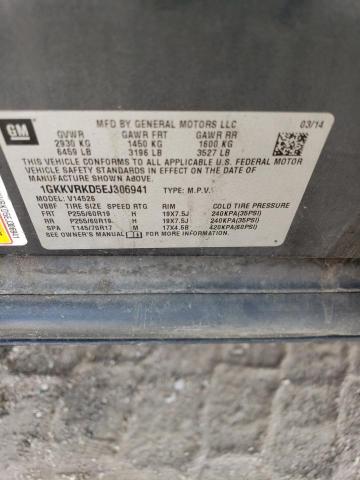 GM
MFD BY GENERAL MOTORS LLC 03/14
GVWR GAWR FRT GAWR RR
2930 KG 1450 KG 1600 KG
6459 LB 3196 LB 3527 LB
THIS VEHICLE CONFORMS TO ALL APPLICABLE U.S. FEDERAL MOTOR
VEHICLE SAFETY STANDARDS IN EFFECT ON THE DATE OF
MANUFACTURE SHOWN ABOVE.
1GKKVRKD5EJ306941 TYPE: M.P.V.
MODEL: V14526
VBBF TIRE SIZE SPEED RTG RIM COLD TIRE PRESSURE
FRT P255/60R19 H 19X7.5J 240KPA(35PSI)
RR P255/60R19 H 19X7.5J 240KPA(35PSI)
SPA T145/70R17 M 17X4.5B 420KPA(60PSI)
SEE OWNER'S MANUAL FOR MORE INFORMATION